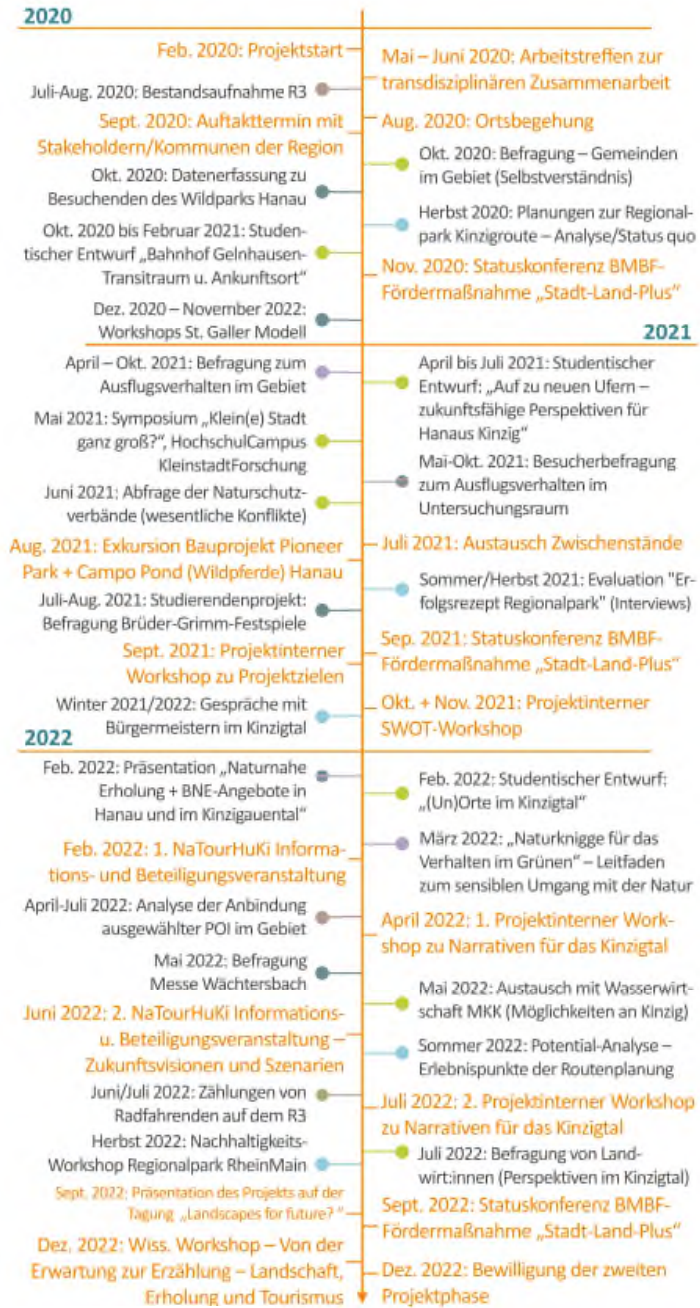 2020
Feb. 2020: Projektstart
Mai – Juni 2020: Arbeitstreffen zur
transdisziplinären Zusammenarbeit
Juli-Aug. 2020: Bestandsaufnahme R3
Sept. 2020: Auftakttermin mit
Stakeholdern/Kommunen der Region
Aug. 2020: Ortsbegehung
Okt. 2020: Befragung – Gemeinden
im Gebiet (Selbstverständnis)
Okt. 2020: Datenerfassung zu
Besuchenden des Wildparks Hanau
Herbst 2020: Planungen zur Regional-
park Kinzigroute – Analyse/Status quo
Okt. 2020 bis Februar 2021: Studen-
tischer Entwurf „Bahnhof Gelnhausen-
Transitraum u. Ankunftsort“
Nov. 2020: Statuskonferenz BMBF-
Fördermaßnahme „Stadt-Land-Plus“
Dez. 2020 – November 2022:
Workshops St. Galler Modell
2021
April – Okt. 2021: Befragung zum
Ausflugsverhalten im Gebiet
April bis Juli 2021: Studentischer
Entwurf: „Auf zu neuen Ufern –
zukunftsfähige Perspektiven für
Hanaus Kinzig“
Mai 2021: Symposium „Klein(e) Stadt
ganz groß?“, HochschulCampus
KleinstadtForschung
Mai-Okt. 2021: Besucherbefragung
zum Ausflugsverhalten im
Untersuchungsraum
Juni 2021: Abfrage der Naturschutz-
verbände (wesentliche Konflikte)
Juli 2021: Austausch Zwischenstände
Aug. 2021: Exkursion Bauprojekt Pioneer
Park + Campo Pond (Wildpferde) Hanau
Sommer/Herbst 2021: Evaluation "Er-
folgsrezept Regionalpark" (Interviews)
Juli-Aug. 2021: Studierendenprojekt:
Befragung Brüder-Grimm-Festspiele
Sept. 2021: Projektinterner
Workshop zu Projektzielen
Sep. 2021: Statuskonferenz BMBF-
Fördermaßnahme „Stadt-Land-Plus“
Winter 2021/2022: Gespräche mit
Bürgermeistern im Kinzigtal
Okt. + Nov. 2021: Projektinterner
SWOT-Workshop
2022
Feb. 2022: Präsentation „Naturnahe
Erholung + BNE-Angebote in
Hanau und im Kinzigauental“
Feb. 2022: Studentischer Entwurf:
„(Un)Orte im Kinzigtal“
Feb. 2022: 1. NaTourHuKi Informa-
tions- und Beteiligungsveranstaltung
März 2022: „Naturknigge für das
Verhalten im Grünen“ – Leitfaden
zum sensiblen Umgang mit der Natur
April-Juli 2022: Analyse der Anbindung
ausgewählter POI im Gebiet
April 2022: 1. Projektinterner Work-
shop zu Narrativen für das Kinzigtal
Mai 2022: Befragung
Messe Wächtersbach
Mai 2022: Austausch mit Wasserwirt-
schaft MKK (Möglichkeiten an Kinzig)
Juni 2022: 2. NaTourHuKi Informations-
u. Beteiligungsveranstaltung –
Zukunftsvisionen und Szenarien
Sommer 2022: Potential-Analyse –
Erlebnispunkte der Routenplanung
Juni/Juli 2022: Zählungen von
Radfahrenden auf dem R3
Juli 2022: 2. Projektinterner Workshop
zu Narrativen für das Kinzigtal
Herbst 2022: Nachhaltigkeits-
Workshop Regionalpark RheinMain
Juli 2022: Befragung von Land-
wirt:innen (Perspektiven im Kinzigtal)
Sept. 2022: Präsentation des Projekts auf der
Tagung „Landscapes for future? “
Sept. 2022: Statuskonferenz BMBF-
Fördermaßnahme „Stadt-Land-Plus“
Dez. 2022: Wiss. Workshop – Von der
Erwartung zur Erzählung – Landschaft,
Erholung und Tourismus
Dez. 2022: Bewilligung der zweiten
Projektphase